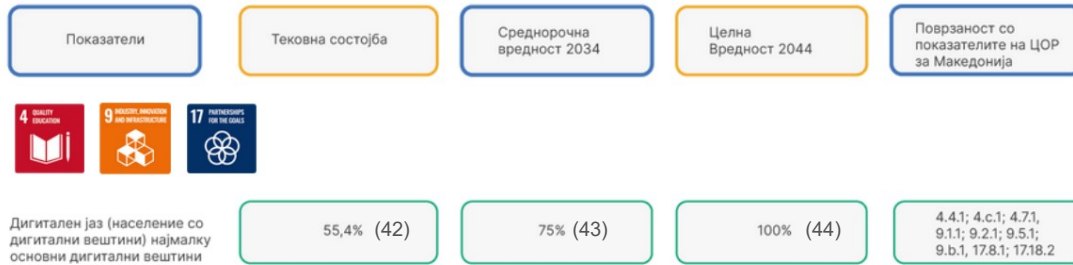 Показатели
Тековна состојба
Среднорочна
вредност 2034
Целна
Вредност 2044
Поврзаност со
показателите на ЦОР
за Македонија
4 QUALITY
EDUCATION
9 INDUSTRY, INNOVATION
AND INFRASTRUCTURE
17 PARTNERSHIPS
FOR THE GOALS
Дигитален јаз (население со
дигитални вештини) најмалку
основни дигитални вештини
55,4% (42)
75% (43)
100% (44)
4.4.1; 4.c.1; 4.7.1,
9.1.1; 9.2.1; 9.5.1;
9.b.1, 17.8.1; 17.18.2